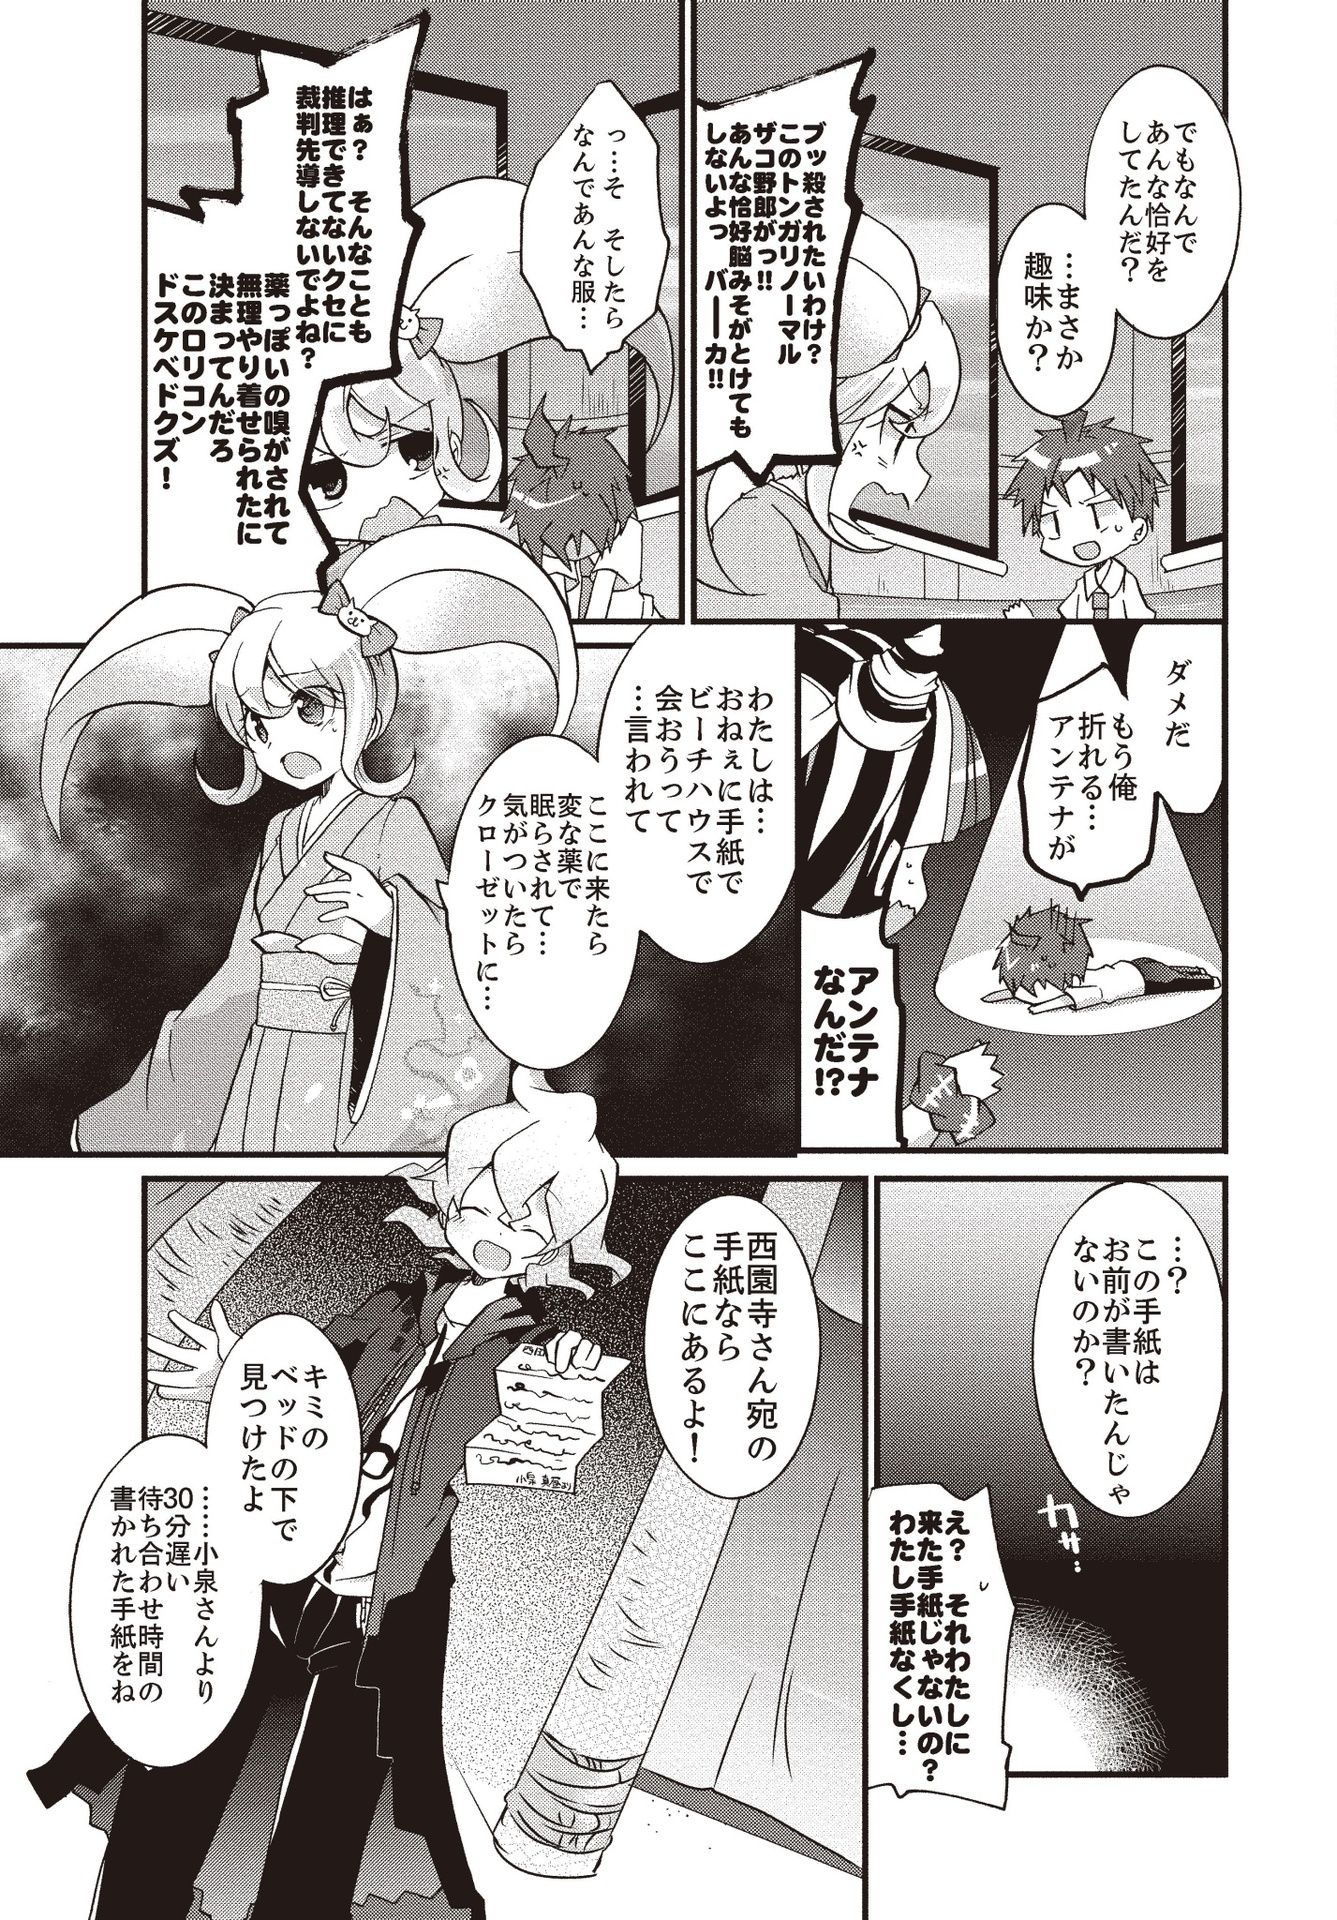 でもなんで
あんな恰好を
してたんだ？
…まさか
趣味か？
ブッ殺されたいわけ？
このトンガリノーマル
ザコ野郎がっ!!
あんな恰好脳みそがとけても
しないよっ
バーーカ!!
っ…そ そしたら
なんであんな服…
はぁ？ そんなことも
推理できてないクセに
裁判先導しないでよね？
薬っぽいの嗅がされて
無理やり着せられたに
決まってんだろ
このロリコン
ドスケベドクズ！
ダメだ
もう俺
折れる…
アンテナが
アンテナ
なんだ!?
わたしは…
おねぇに手紙で
ビーチハウスで
会おうって
…言われて
ここに来たら
変な薬で
眠らされて…
気がついたら
クローゼットに…
…？
この手紙は
お前が書いたんじゃ
ないのか？
カサ…
え？ それわたしに
来た手紙じゃないの？
わたし手紙なくし…
西園寺さん宛の
手紙なら
ここにあるよ！
小泉 真昼より
キミの
ベッドの下で
見つけたよ
……小泉さんより
30分遅い
待ち合わせ時間の
書かれた手紙をね